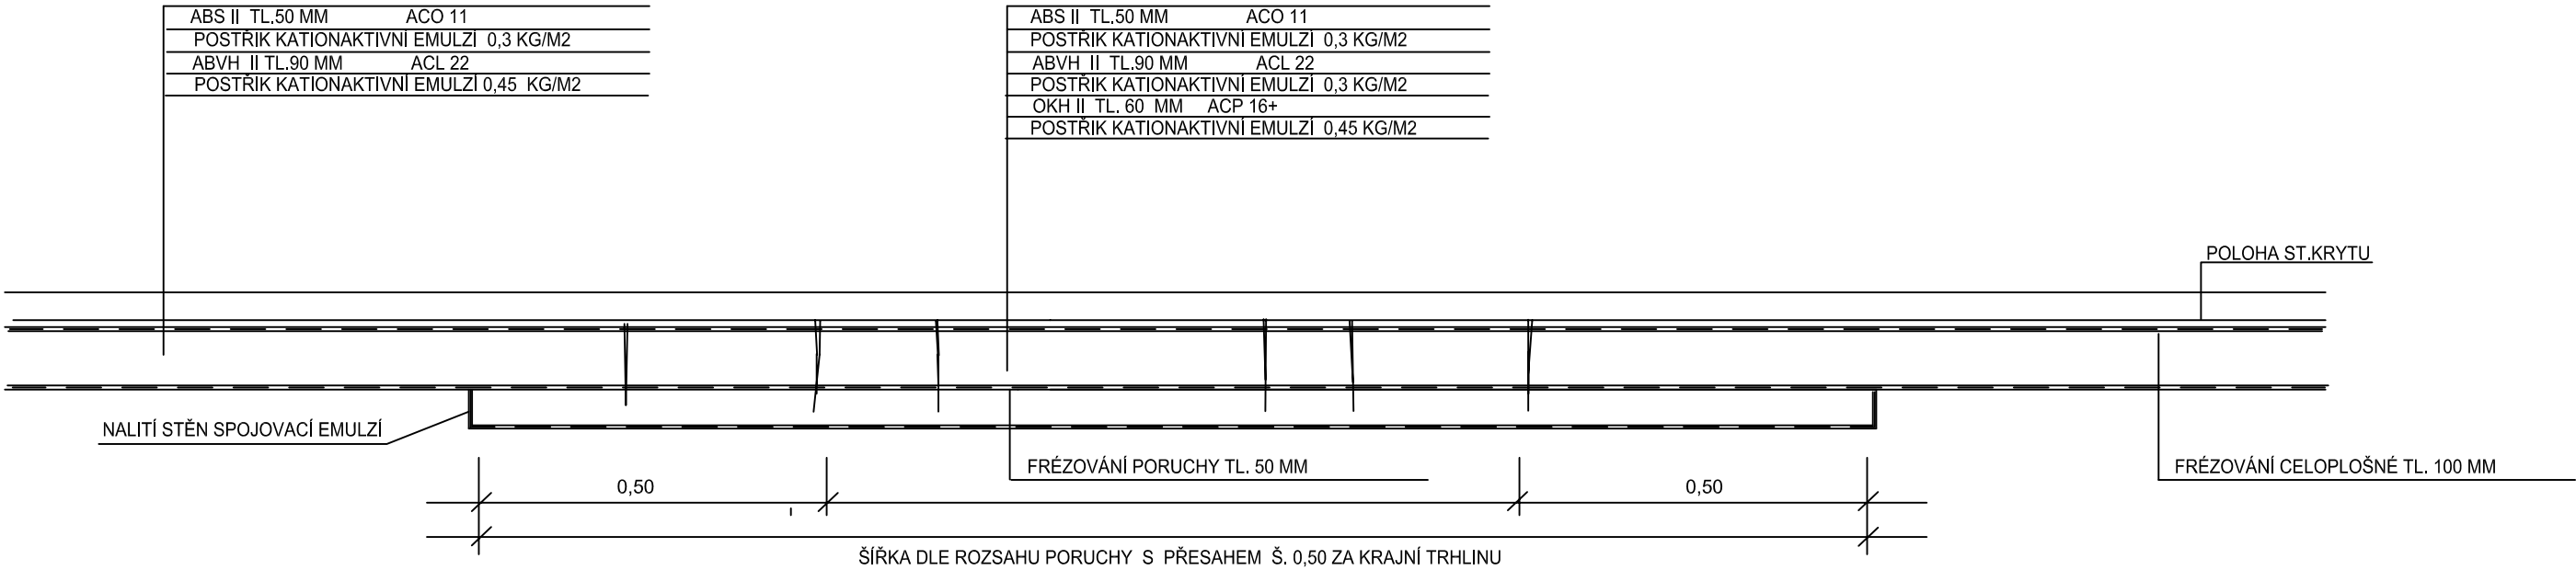 ABS II TL.50 MM ACO 11
POSTŘIK KATIONAKTIVNÍ EMULZÍ 0,3 KG/M2
ABVH II TL.90 MM ACL 22
POSTŘIK KATIONAKTIVNÍ EMULZÍ 0,45 KG/M2
ABS II TL.50 MM ACO 11
POSTŘIK KATIONAKTIVNÍ EMULZÍ 0,3 KG/M2
ABVH II TL.90 MM ACL 22
POSTŘIK KATIONAKTIVNÍ EMULZÍ 0,3 KG/M2
OKH II TL. 60 MM ACP 16+
POSTŘIK KATIONAKTIVNÍ EMULZÍ 0,45 KG/M2
POLOHA ST.KRYTU
NALITÍ STĚN SPOJOVACÍ EMULZÍ
FRÉZOVÁNÍ PORUCHY TL. 50 MM
FRÉZOVÁNÍ CELOPLOŠNÉ TL. 100 MM
0,50
0,50
ŠÍŘKA DLE ROZSAHU PORUCHY S PŘESAHEM Š. 0,50 ZA KRAJNÍ TRHLINU